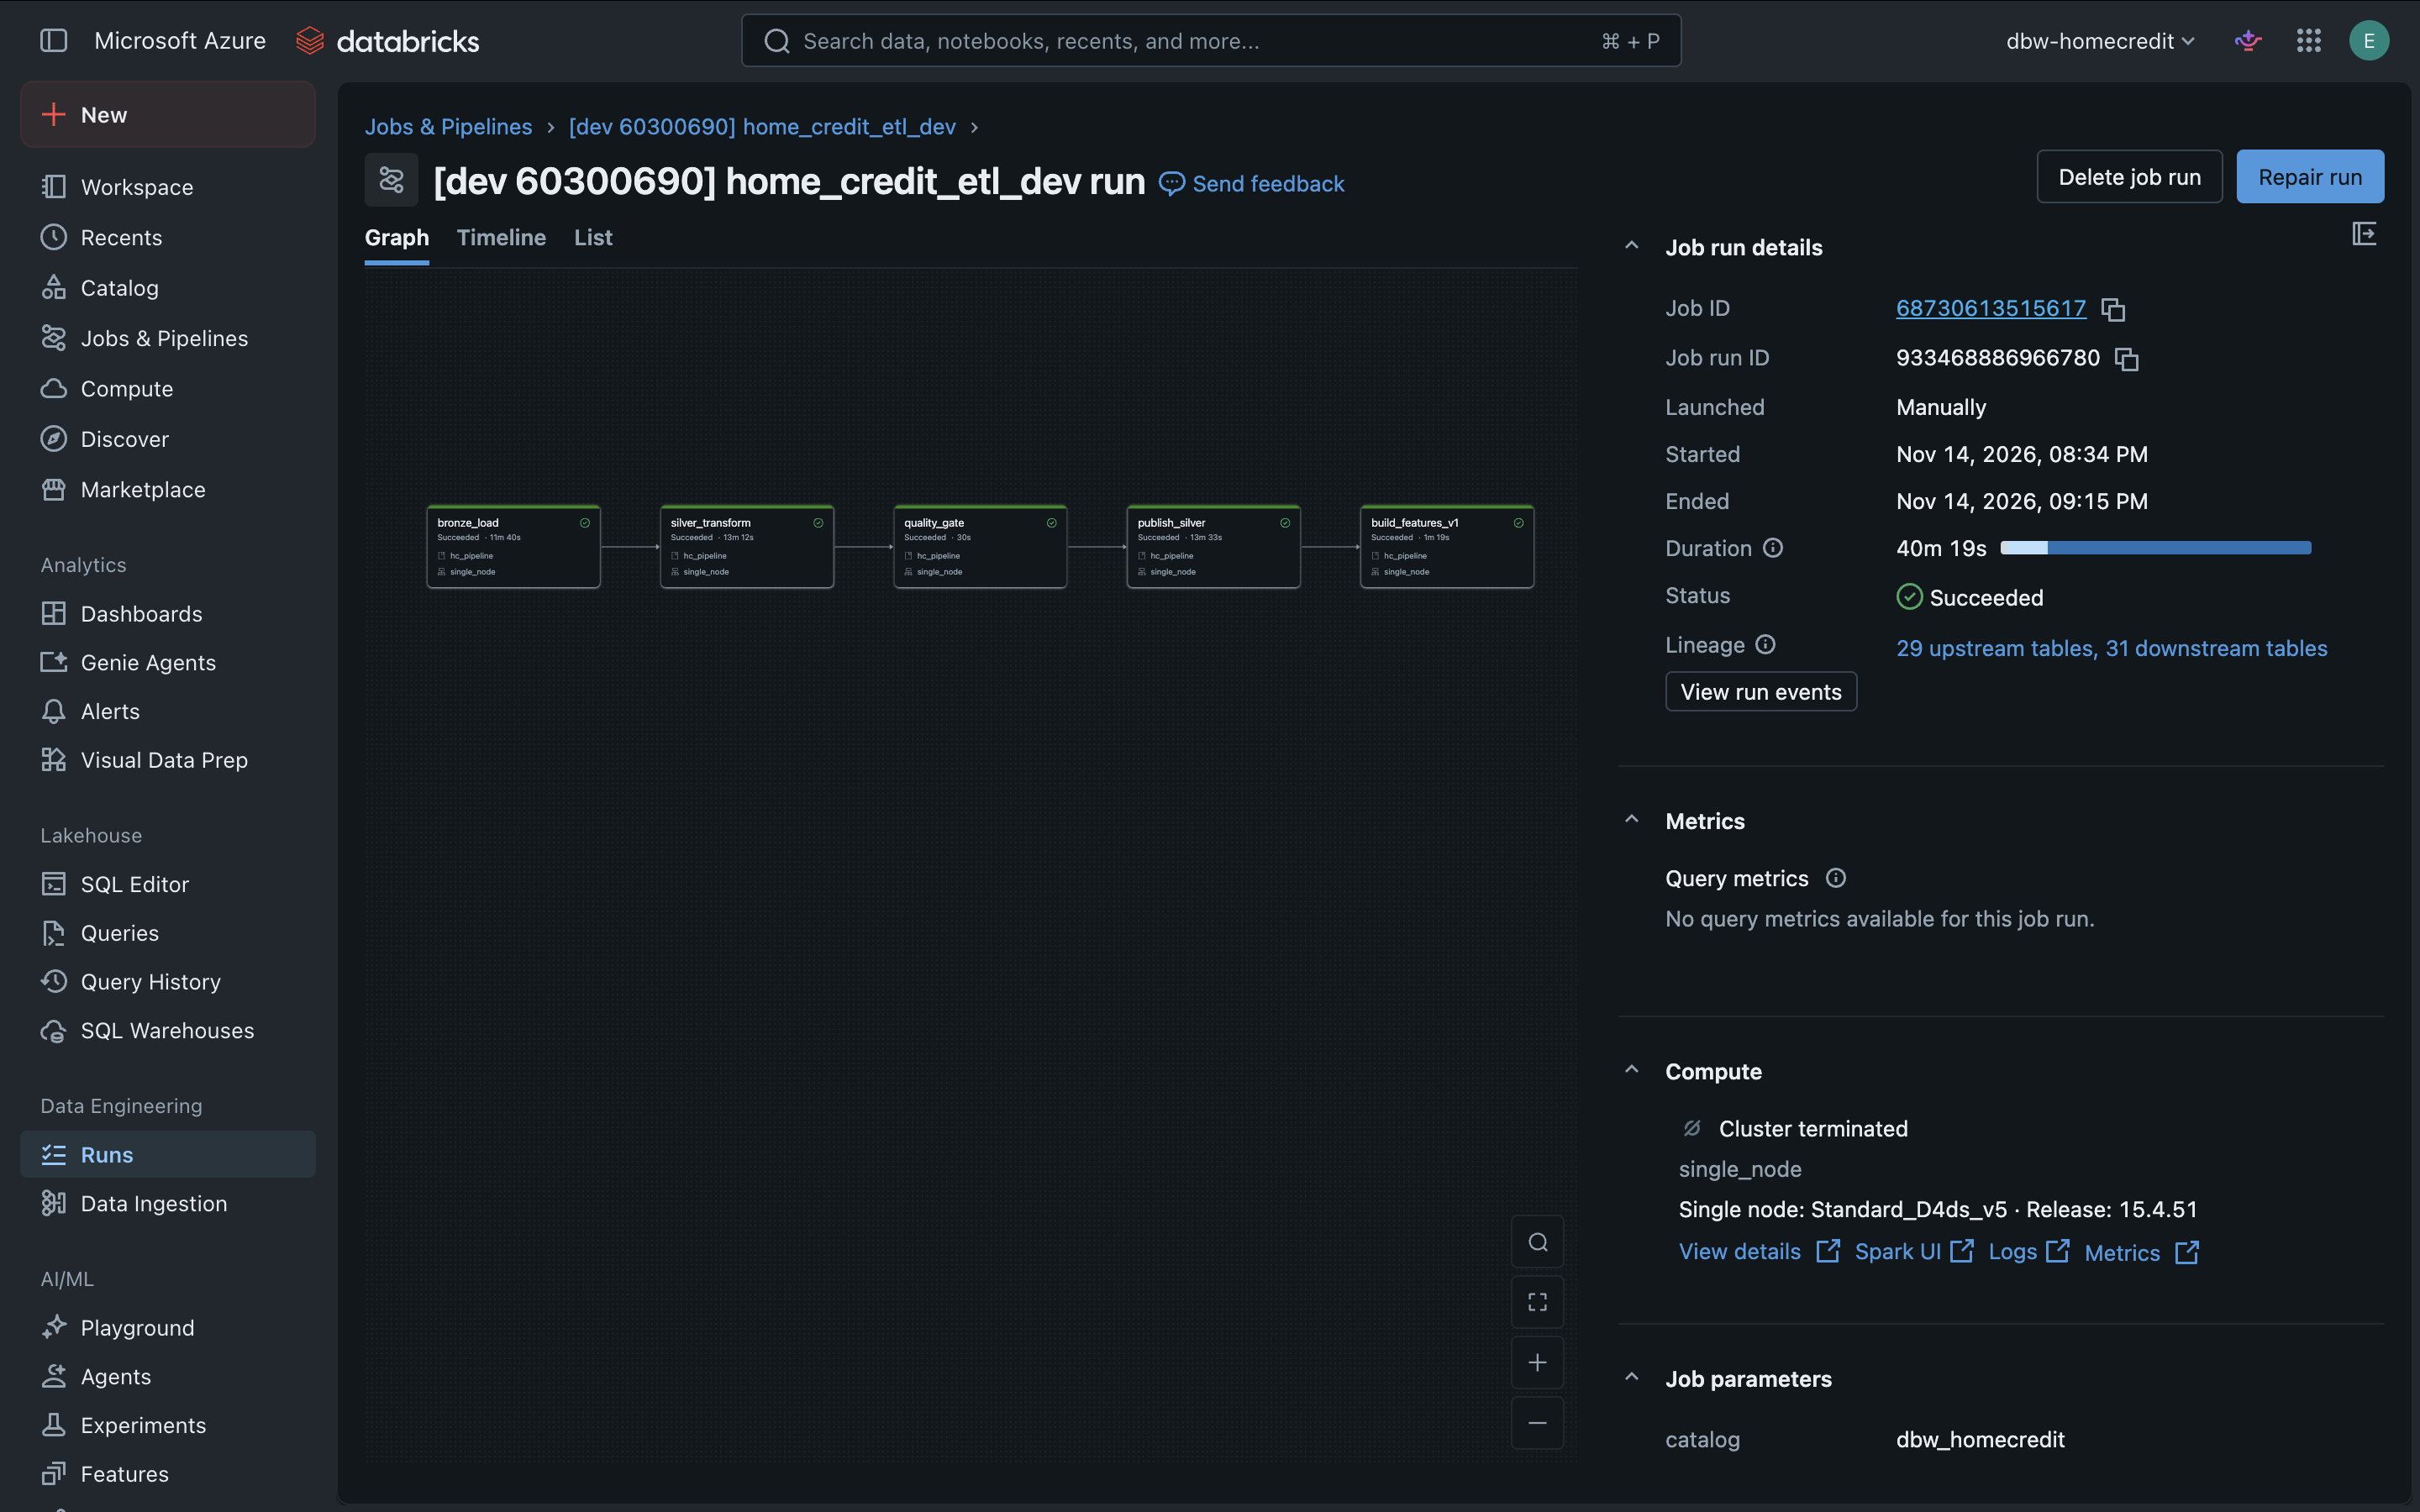 Microsoft Azure databricks
Search data, notebooks, recents, and more... ⌘ + P
dbw-homecredit
E
New
Workspace
Recents
Catalog
Jobs & Pipelines
Compute
Discover
Marketplace
Analytics
Dashboards
Genie Agents
Alerts
Visual Data Prep
Lakehouse
SQL Editor
Queries
Query History
SQL Warehouses
Data Engineering
Runs
Data Ingestion
AI/ML
Playground
Agents
Experiments
Features
Jobs & Pipelines › [dev 60300690] home_credit_etl_dev ›
[dev 60300690] home_credit_etl_dev run Send feedback
Delete job run Repair run
Graph Timeline List
bronze_load
Succeeded · 11m 40s
hc_pipeline
single_node
silver_transform
Succeeded · 13m 12s
hc_pipeline
single_node
quality_gate
Succeeded · 30s
hc_pipeline
single_node
publish_silver
Succeeded · 13m 33s
hc_pipeline
single_node
build_features_v1
Succeeded · 1m 19s
hc_pipeline
single_node
Job run details
Job ID 68730613515617
Job run ID 933468886966780
Launched Manually
Started Nov 14, 2026, 08:34 PM
Ended Nov 14, 2026, 09:15 PM
Duration 40m 19s
Status Succeeded
Lineage 29 upstream tables, 31 downstream tables
View run events
Metrics
Query metrics
No query metrics available for this job run.
Compute
Cluster terminated
single_node
Single node: Standard_D4ds_v5 · Release: 15.4.51
View details Spark UI Logs Metrics
Job parameters
catalog dbw_homecredit